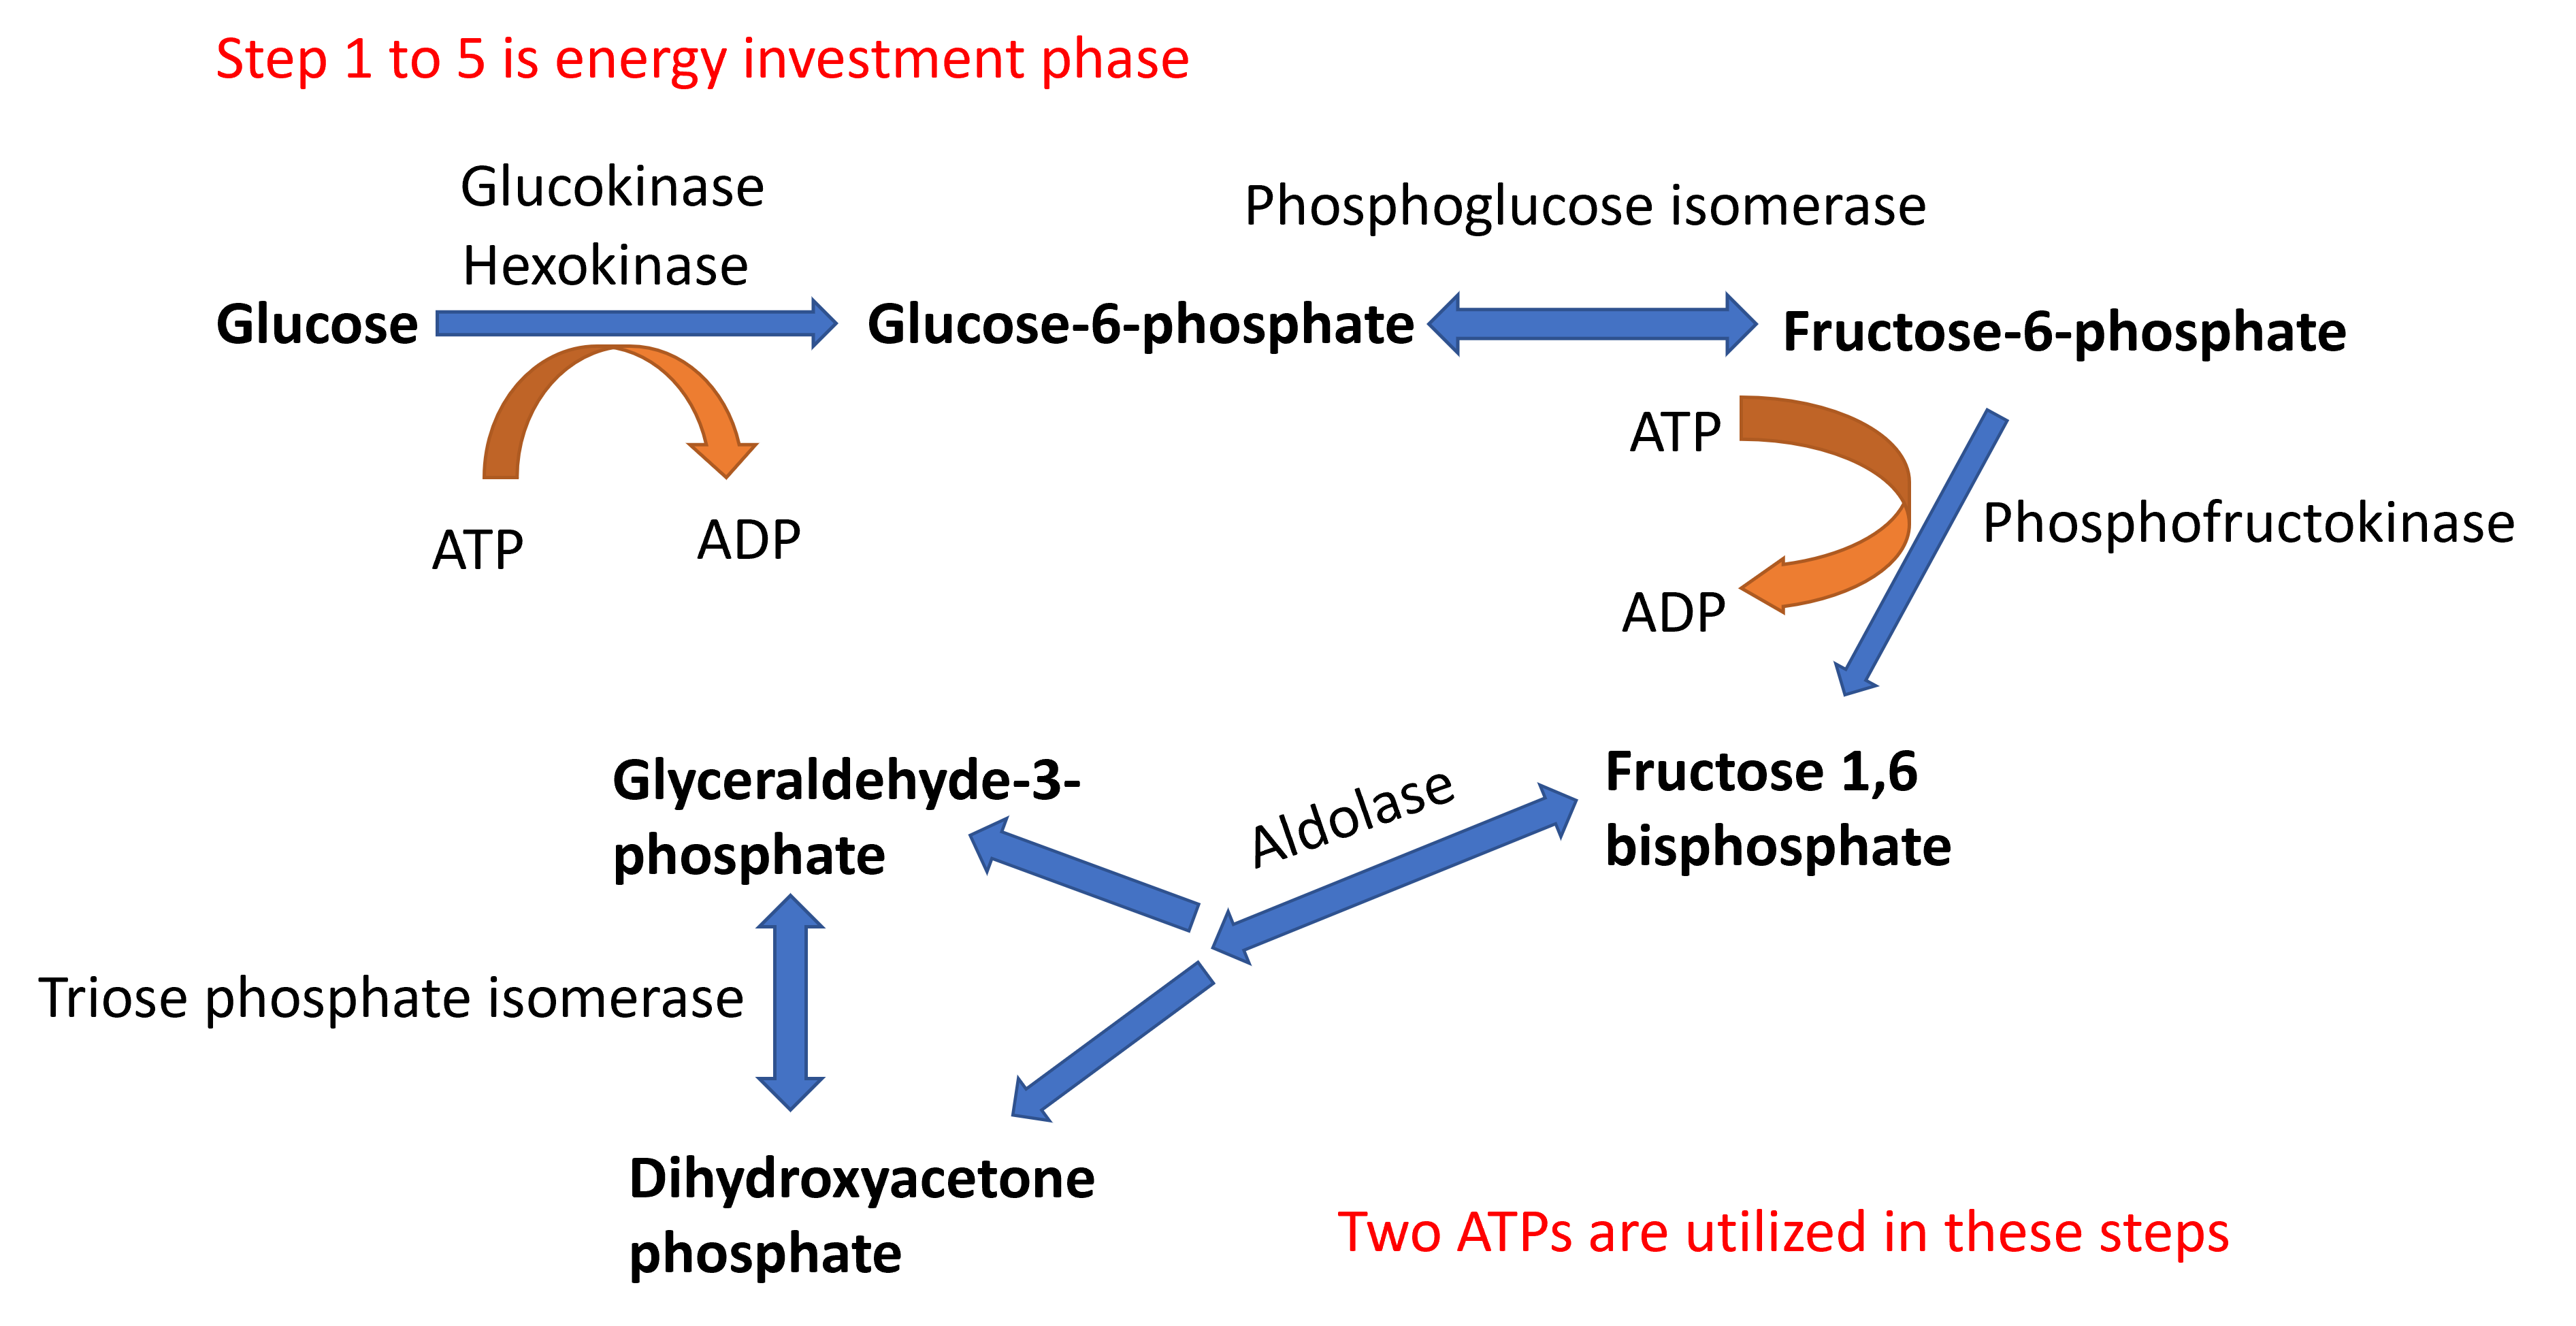 Step 1 to 5 is energy investment phase
Glucokinase
Hexokinase
Phosphoglucose isomerase
Glucose
Glucose-6-phosphate
Fructose-6-phosphate
ATP
ADP
ATP
ADP
Phosphofructokinase
Glyceraldehyde-3-
phosphate
Aldolase
Fructose 1,6
bisphosphate
Triose phosphate isomerase
Dihydroxyacetone
phosphate
Two ATPs are utilized in these steps